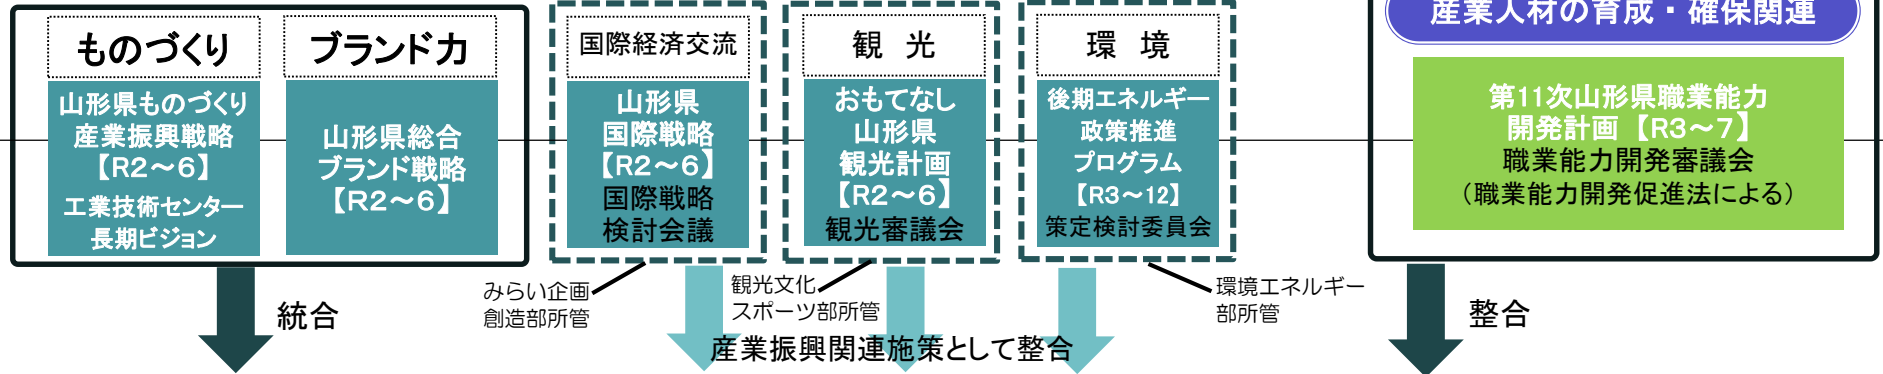 ものづくり
山形県ものづくり
産業振興戦略
【R2~6】
工業技術センター
長期ビジョン
ブランド力
山形県総合
ブランド戦略
【R2~6】
統合
国際経済交流
山形県
国際戦略
【R2~6】
国際戦略
検討会議
みらい企画
創造部所管
観 光
おもてなし
山形県
観光計画
【R2~6】
観光審議会
観光文化
スポーツ部所管
環 境
後期エネルギー
政策推進
プログラム
【R3~12】
策定検討委員会
環境エネルギー
部所管
産業振興関連施策として整合
産業人材の育成・確保関連
第11次山形県職業能力
開発計画【R3~7】
職業能力開発審議会
(職業能力開発促進法による)
整合